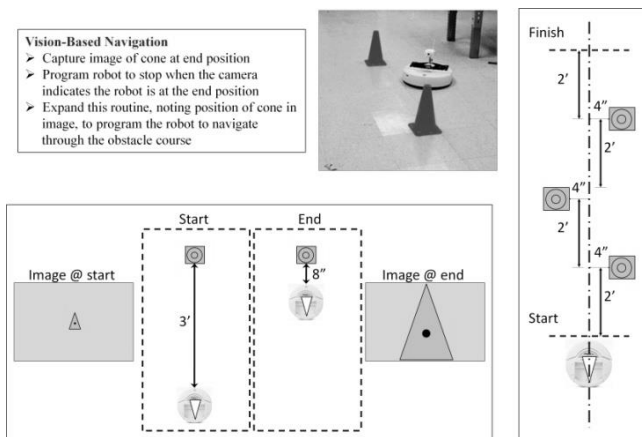 Vision-Based Navigation
➢ Capture image of cone at end position
➢ Program robot to stop when the camera
indicates the robot is at the end position
➢ Expand this routine, noting position of cone in
image, to program the robot to navigate
through the obstacle course
Start
End
Image @ start
3’
8”
Image @ end
Finish
2’
4”
2’
4”
2’
4”
2’
Start